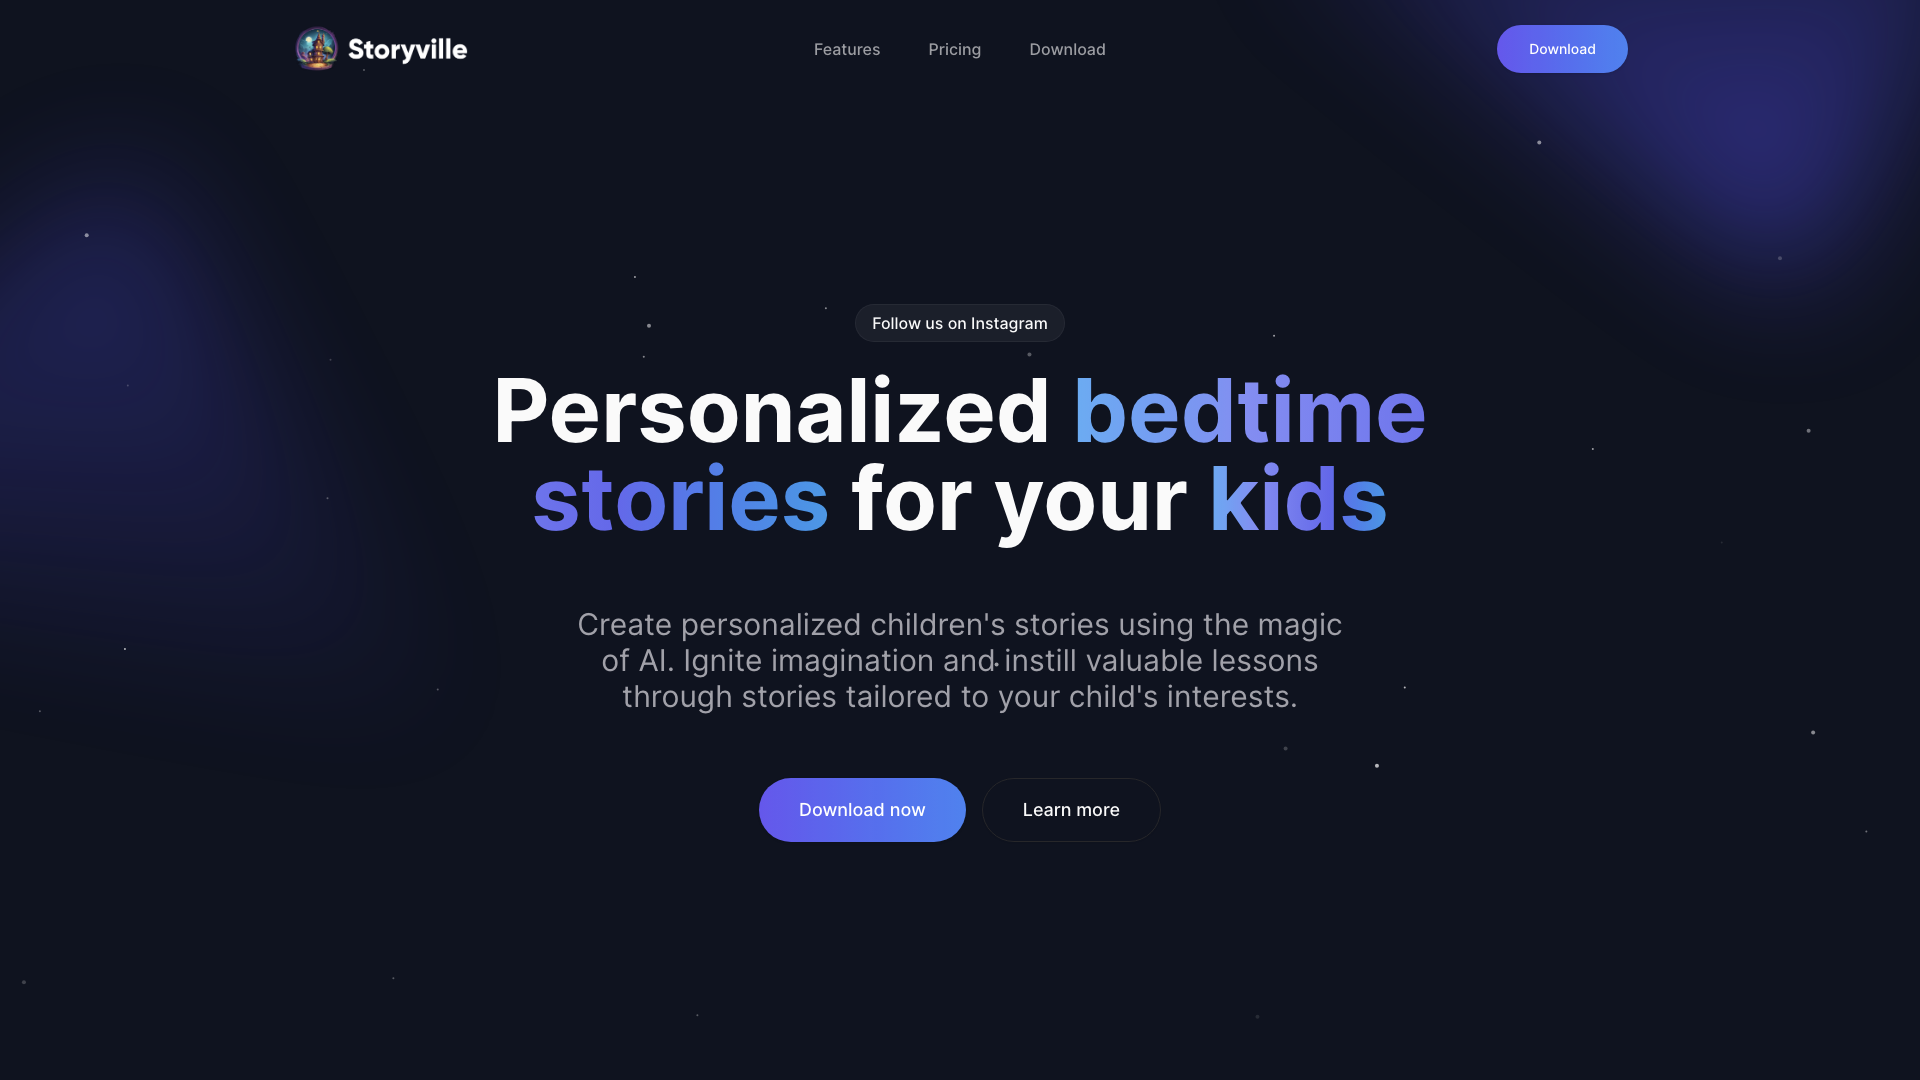 Storyville
Features
Pricing
Download
Download
Follow us on Instagram
Personalized bedtime
stories for your kids
Create personalized children's stories using the magic
of AI. Ignite imagination and instill valuable lessons
through stories tailored to your child's interests.
Download now
Learn more